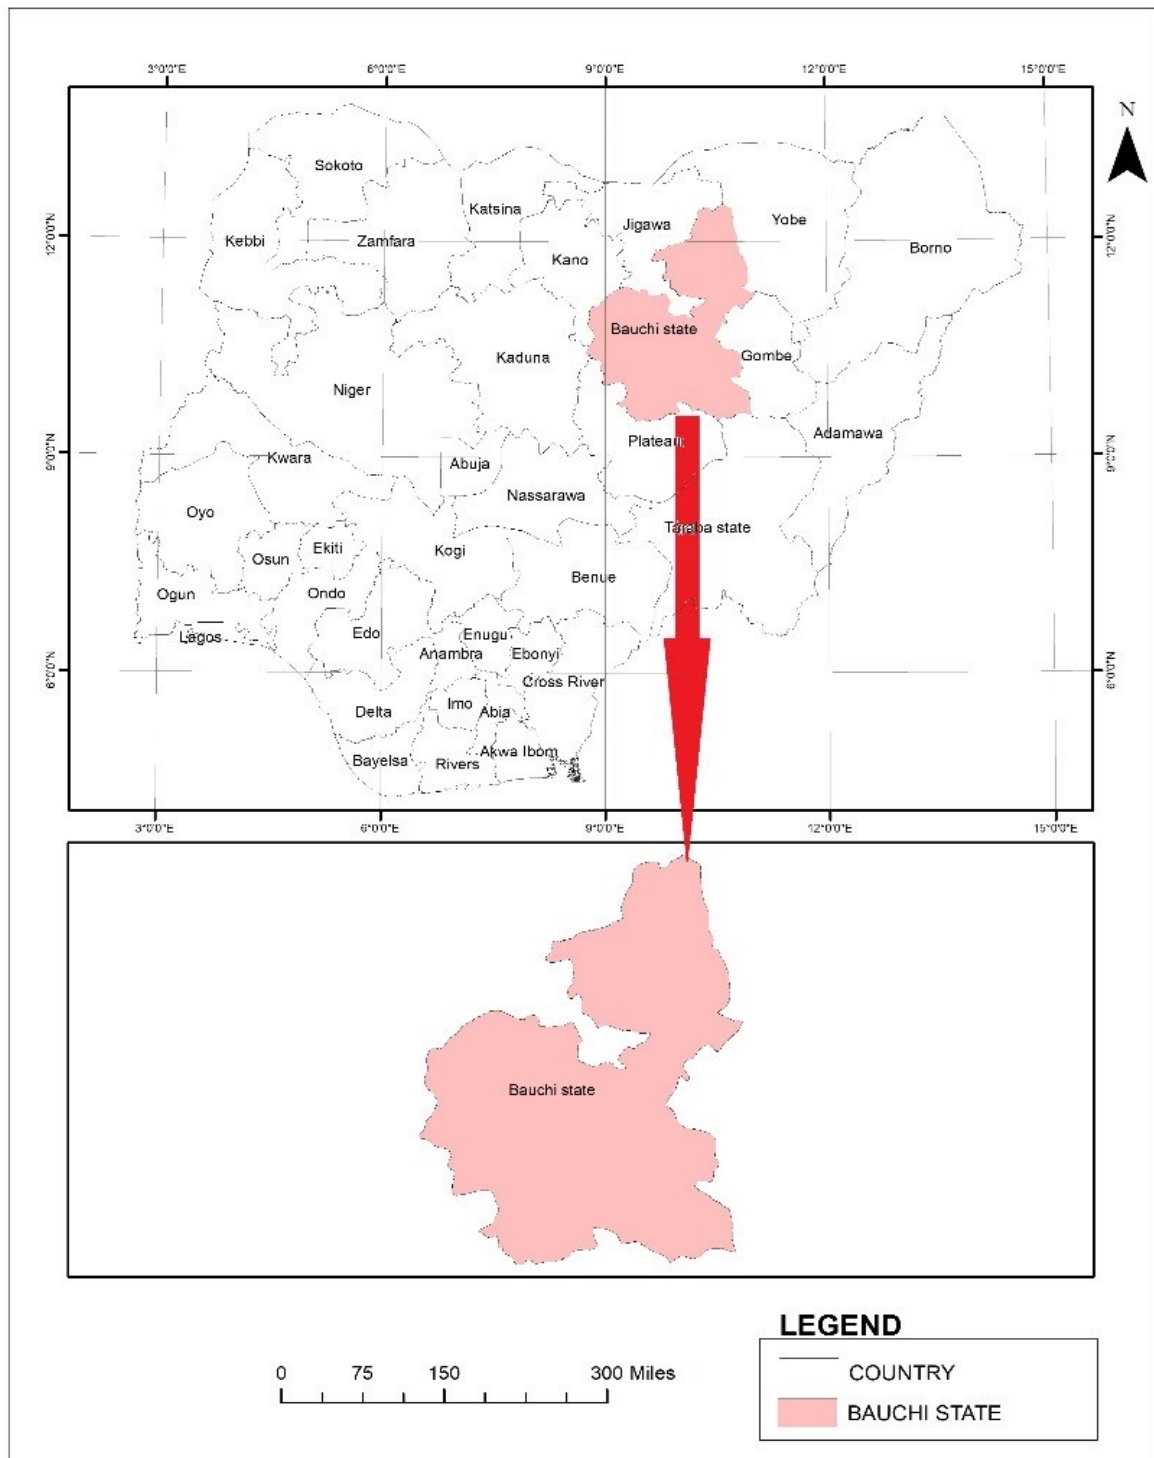 3°0'0"E 6°0'0"E 9°0'0"E 12°0'0"E 15°0'0"E
N
Sokoto
Katsina
Jigawa
Yobe
12°0'0"N
Kebbi
Zamfara
Kano
Borno
12°0'0"N
Bauchi state
Kaduna
Gombe
Niger
Adamawa
Plateau
9°0'0"N
Kwara
Abuja
9°0'0"N
Nassarawa
Oyo
Taraba state
Osun
Ekiti
Kogi
Benue
Ogun
Ondo
Lagos
Edo
Enugu
Anambra
Ebonyi
6°0'0"N
Cross River
6°0'0"N
Imo
Abia
Delta
Akwa Ibom
Bayelsa
Rivers
3°0'0"E 6°0'0"E 9°0'0"E 12°0'0"E 15°0'0"E
Bauchi state
LEGEND
COUNTRY
BAUCHI STATE
0 75 150 300 Miles